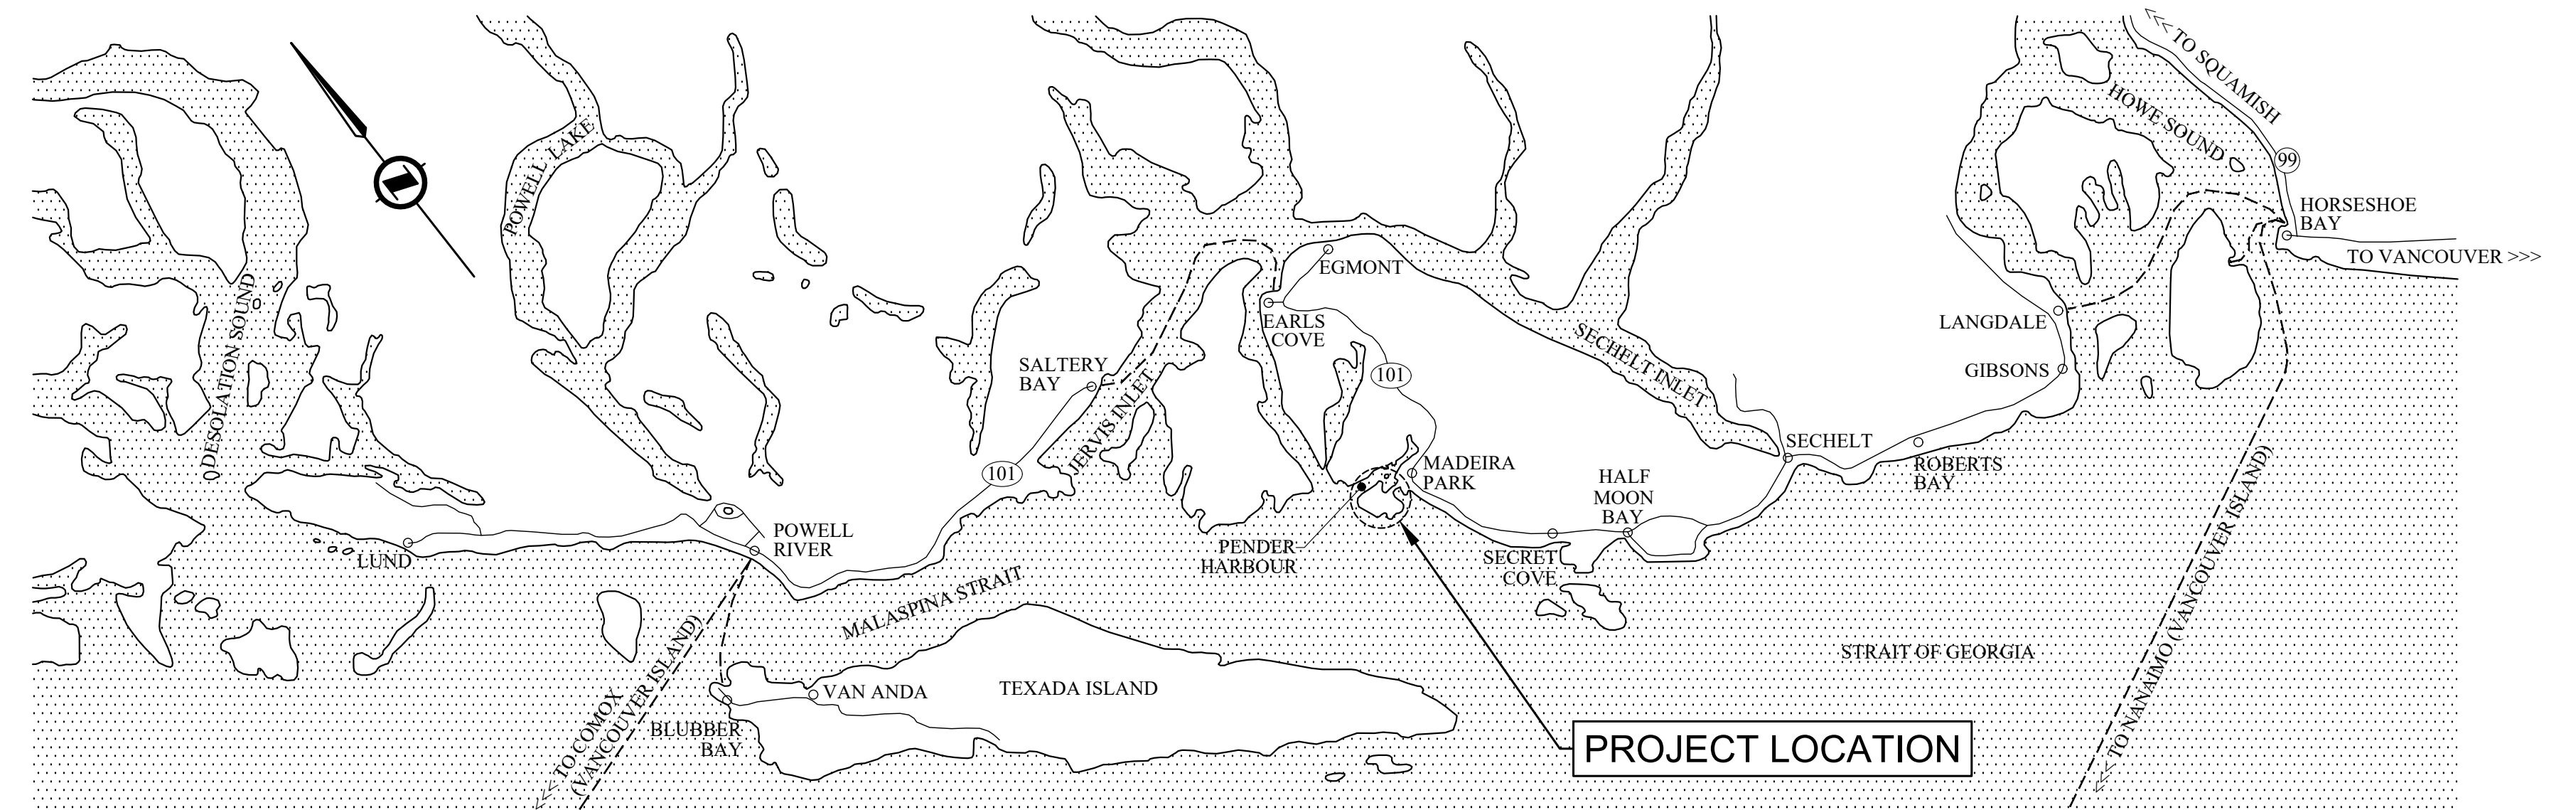 <<< TO SQUAMISH
HOWE SOUND
99
HORSESHOE
BAY
TO VANCOUVER >>>
POWELL LAKE
EGMONT
EARLS
COVE
LANGDALE
GIBSONS
DESOLATION SOUND
SALTERY
BAY
JERVIS INLET
101
SECHELT INLET
101
SECHELT
ROBERTS
BAY
MADEIRA
PARK
HALF
MOON
BAY
LUND
POWELL
RIVER
PENDER
HARBOUR
SECRET
COVE
MALASPINA STRAIT
STRAIT OF GEORGIA
<<< TO COMOX
(VANCOUVER ISLAND)
BLUBBER
BAY
VAN ANDA
TEXADA ISLAND
<<< TO NANAIMO (VANCOUVER ISLAND)
PROJECT LOCATION